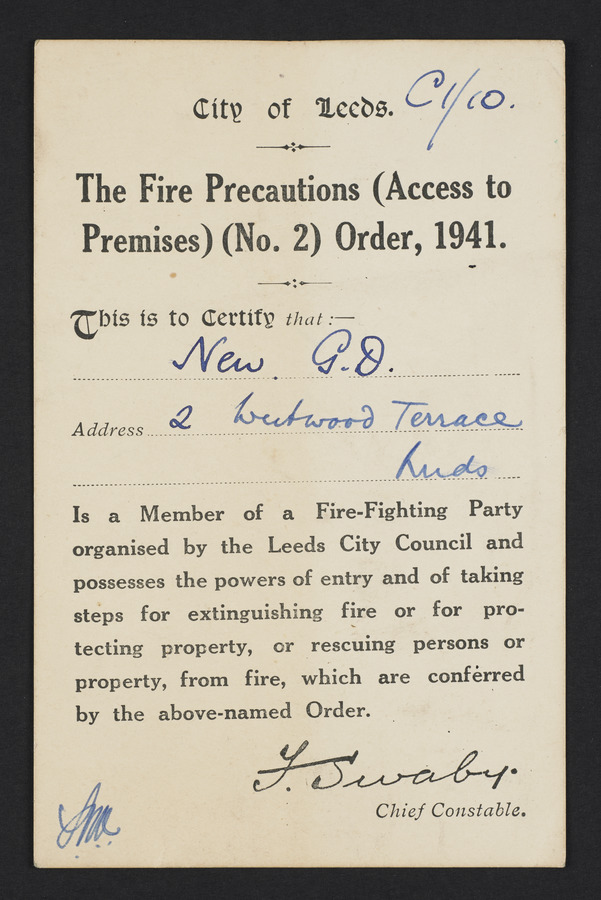 City of Leeds. C1/10.
The Fire Precautions (Access to
Premises) (No. 2) Order, 1941.
This is to Certify that :—
New G.D.
Address 2 Westwood Terrace
Leeds
Is a Member of a Fire-Fighting Party
organised by the Leeds City Council and
possesses the powers of entry and of taking
steps for extinguishing fire or for pro-
tecting property, or rescuing persons or
property, from fire, which are conferred
by the above-named Order.
F. Swaby.
Chief Constable.